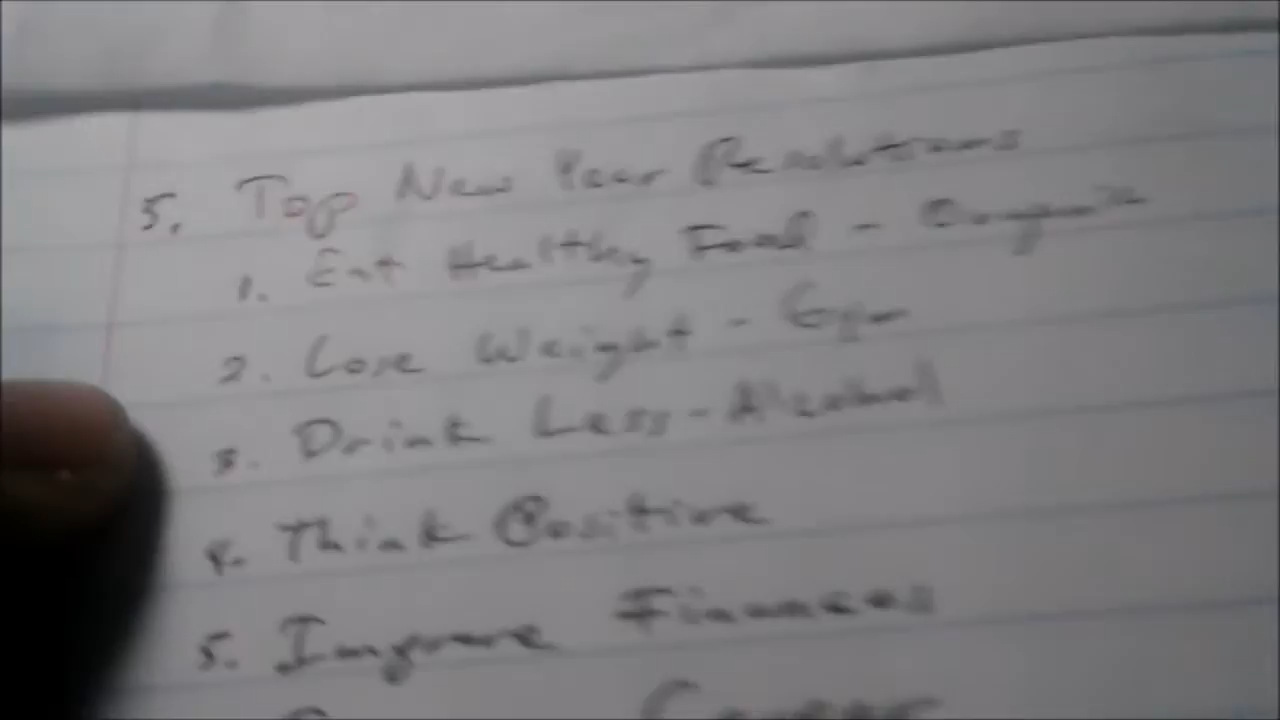 5. Top New Year Resolutions
1. Eat Healthy Food - Organic
2. Lose Weight - Gym
3. Drink Less - Alcohol
4. Think Positive
5. Improve Finances
Career